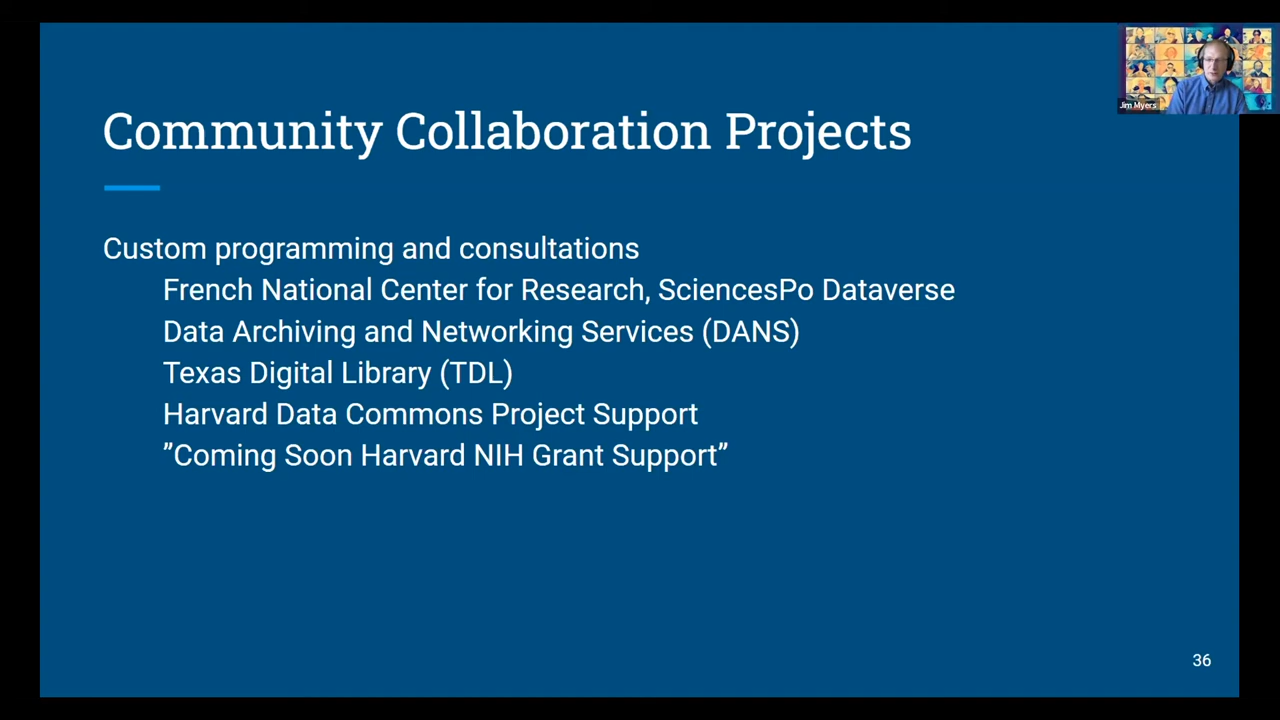 Jim Myers
Community Collaboration Projects
Custom programming and consultations
French National Center for Research, SciencesPo Dataverse
Data Archiving and Networking Services (DANS)
Texas Digital Library (TDL)
Harvard Data Commons Project Support
”Coming Soon Harvard NIH Grant Support”
36